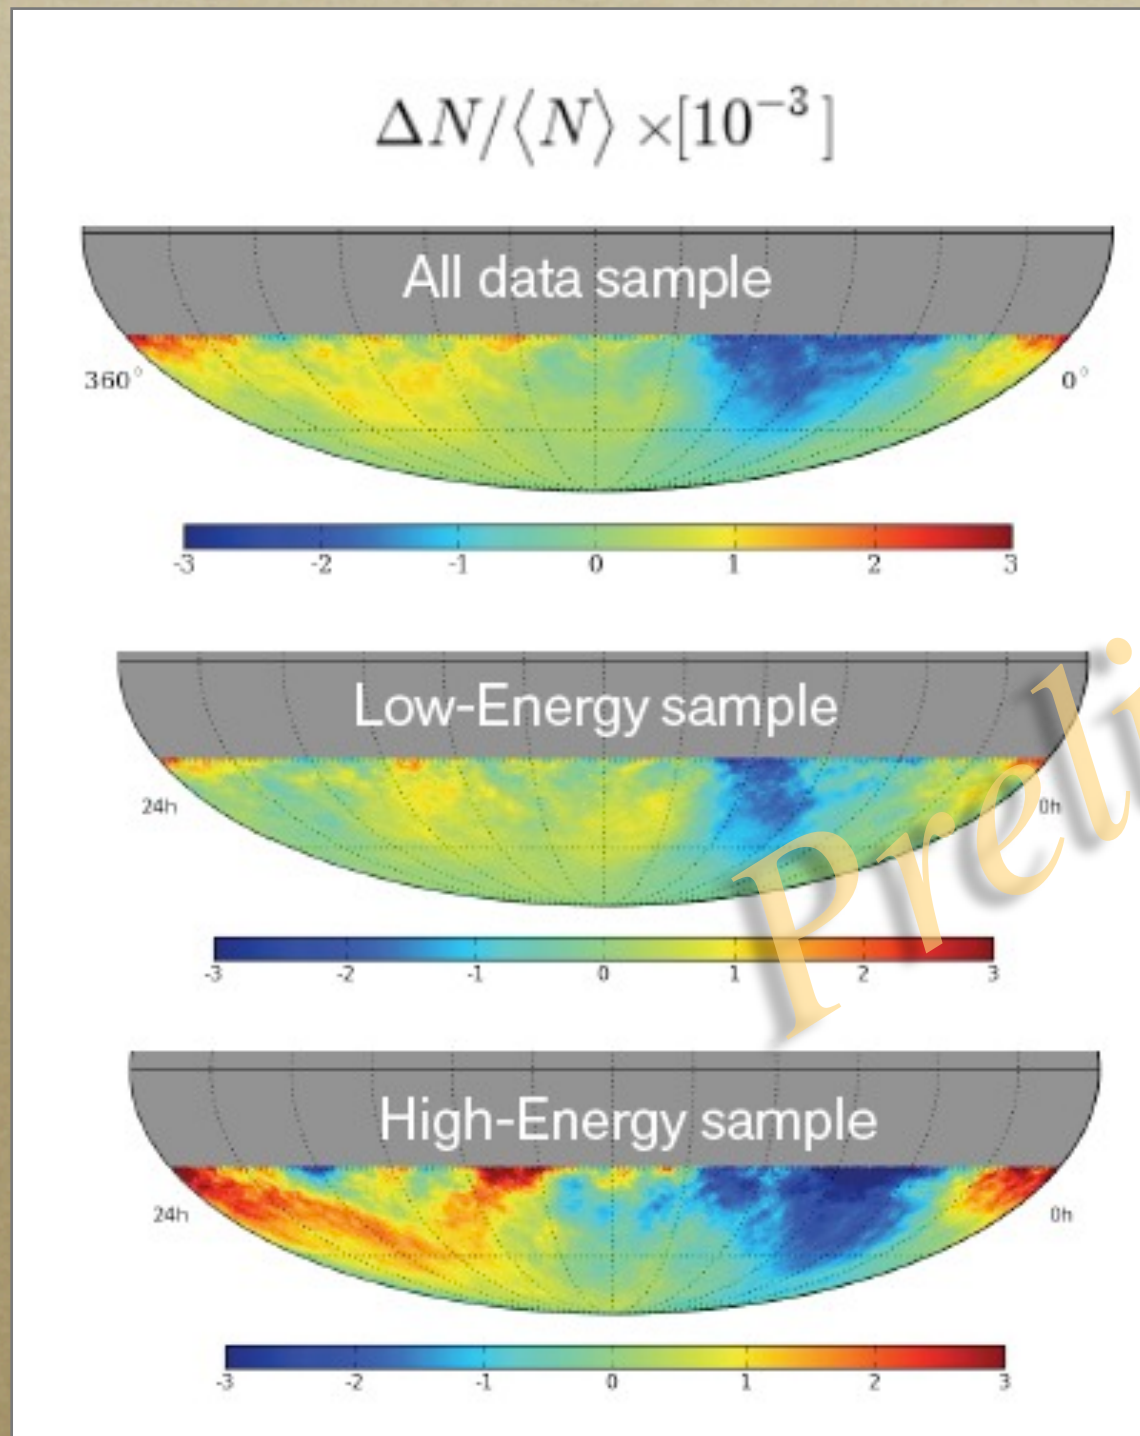 ΔN/⟨N⟩ ×[10⁻³]
All data sample
360° 0°
-3 -2 -1 0 1 2 3
Low-Energy sample
24h 0h
-3 -2 -1 0 1 2 3
Preli
High-Energy sample
24h 0h
-3 -2 -1 0 1 2 3